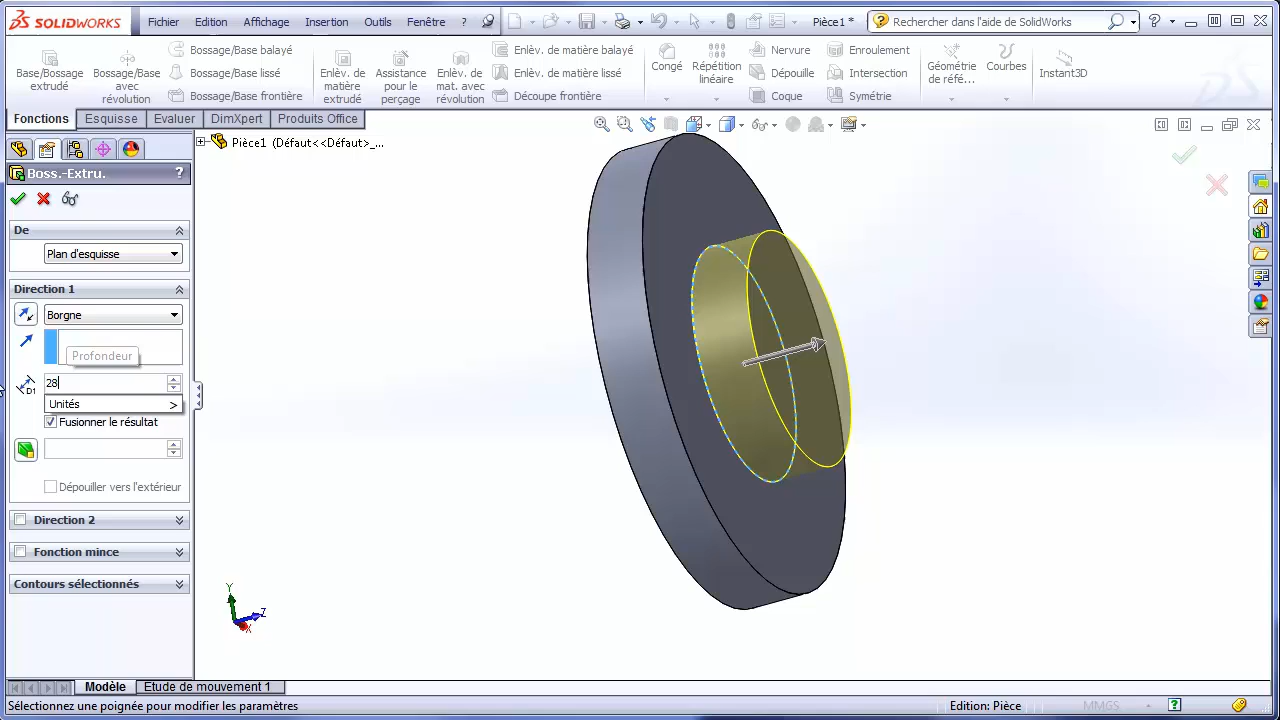 SOLIDWORKS
Fichier Edition Affichage Insertion Outils Fenêtre ?
Pièce1 *
Rechercher dans l'aide de SolidWorks
?
Base/Bossage extrudé
Bossage/Base avec révolution
Bossage/Base balayé
Bossage/Base lissé
Bossage/Base frontière
Enlèv. de matière extrudé
Assistance pour le perçage
Enlèv. de mat. avec révolution
Enlèv. de matière balayé
Enlèv. de matière lissé
Découpe frontière
Congé
Répétition linéaire
Nervure
Dépouille
Coque
Enroulement
Intersection
Symétrie
Géométrie de réfé...
Courbes
Instant3D
Fonctions Esquisse Evaluer DimXpert Produits Office
Pièce1 (Défaut<<Défaut>_...
Boss.-Extru. ?
De
Plan d'esquisse
Direction 1
Borgne
Profondeur
D1
28
Unités >
Fusionner le résultat
Dépouiller vers l'extérieur
Direction 2
Fonction mince
Contours sélectionnés
Y
Z
X
Modèle Etude de mouvement 1
Sélectionnez une poignée pour modifier les paramètres
Edition: Pièce
MMGS
?